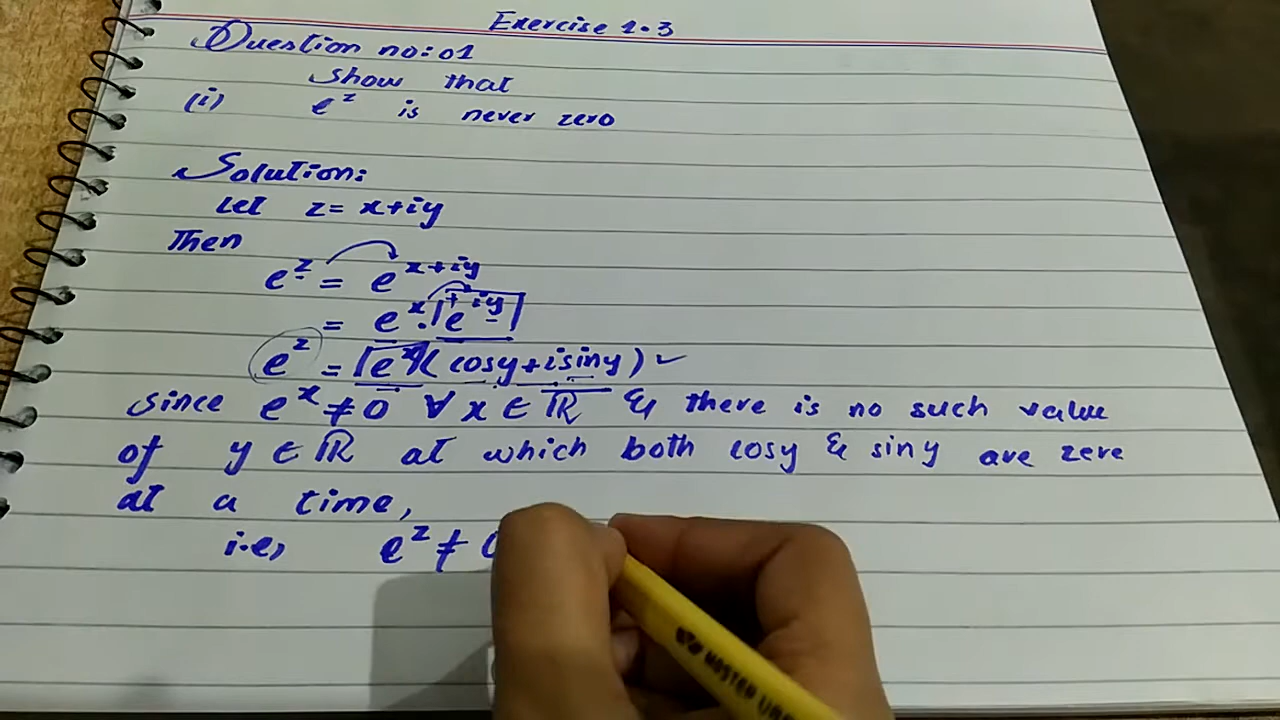 Exercise 1.3
Question no:01
Show that
(i) e^z is never zero
Solution:
Let z = x+iy
Then
e^z = e^x+iy
= e^x . e^+iy
e^z = e^x (cosy+isiny) ✓
Since e^x ≠ 0 ∀ x ∈ ℝ & there is no such value
of y ∈ ℝ at which both cosy & siny are zero
at a time,
i.e, e^z ≠